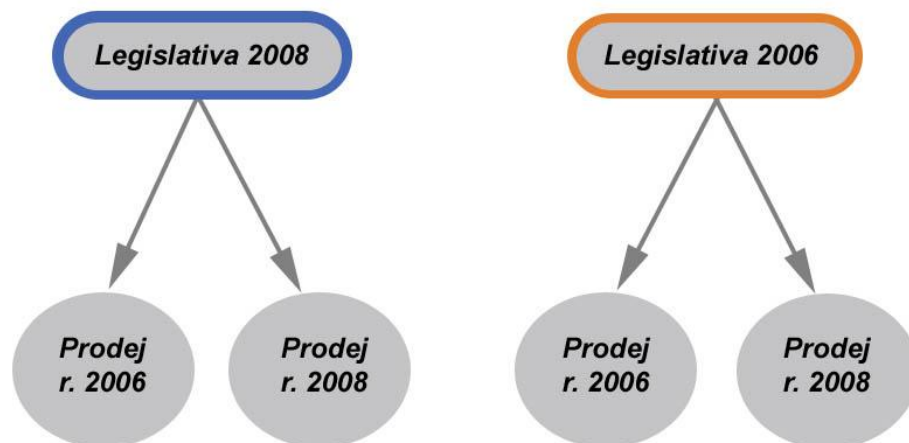 Legislativa 2008
Legislativa 2006
Prodej
r. 2006
Prodej
r. 2008
Prodej
r. 2006
Prodej
r. 2008